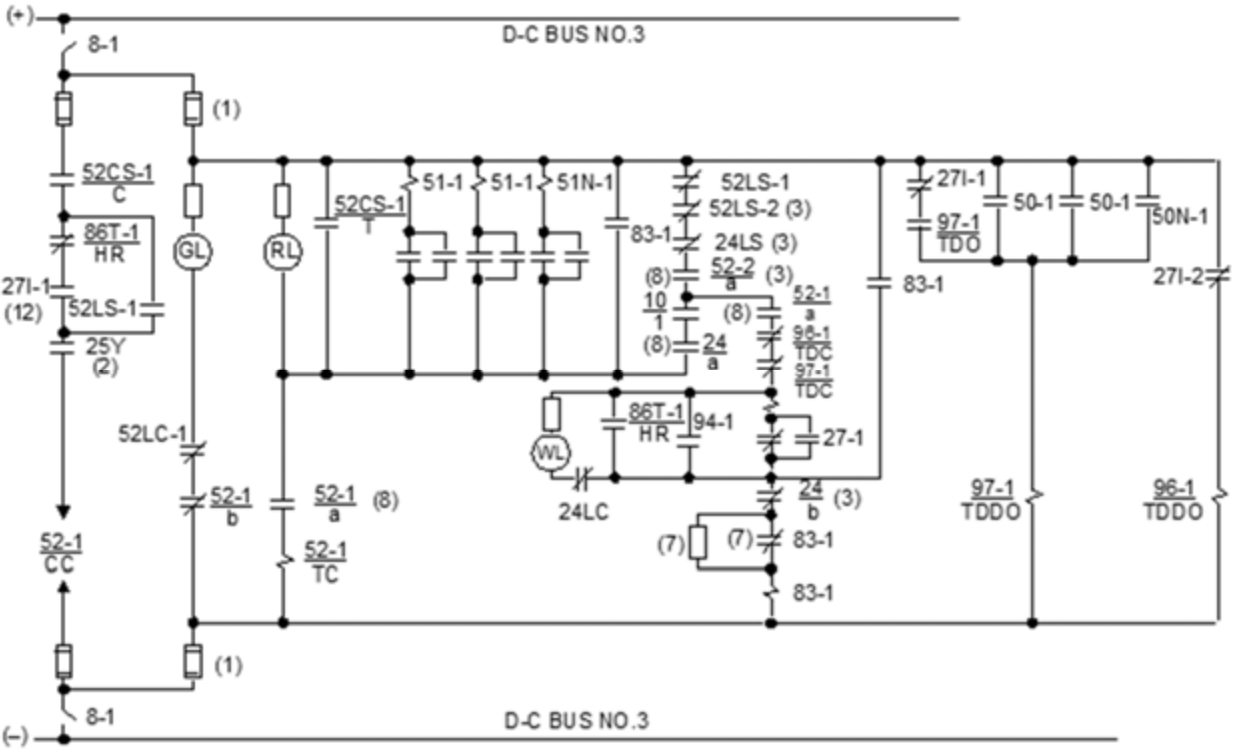 (+)
D-C BUS NO.3
8-1
(1)
52CS-1
C
86T-1
HR
27I-1
(12)
52LS-1
25Y
(2)
GL
RL
52CS-1
T
51-1
51-1
51N-1
83-1
52LS-1
52LS-2 (3)
24LS (3)
(8) 52-2 (3)
a
10
1
(8) 24
a
(8) 52-1
a
96-1
TDC
97-1
TDC
83-1
27I-1
97-1
TDO
50-1
50-1
50N-1
27I-2
WL
86T-1
HR
94-1
27-1
24LC
24 (3)
b
(7)
(7) 83-1
83-1
52LC-1
52-1
b
52-1 (8)
a
52-1
TC
52-1
CC
97-1
TDDO
96-1
TDDO
(1)
8-1
D-C BUS NO.3
(–)